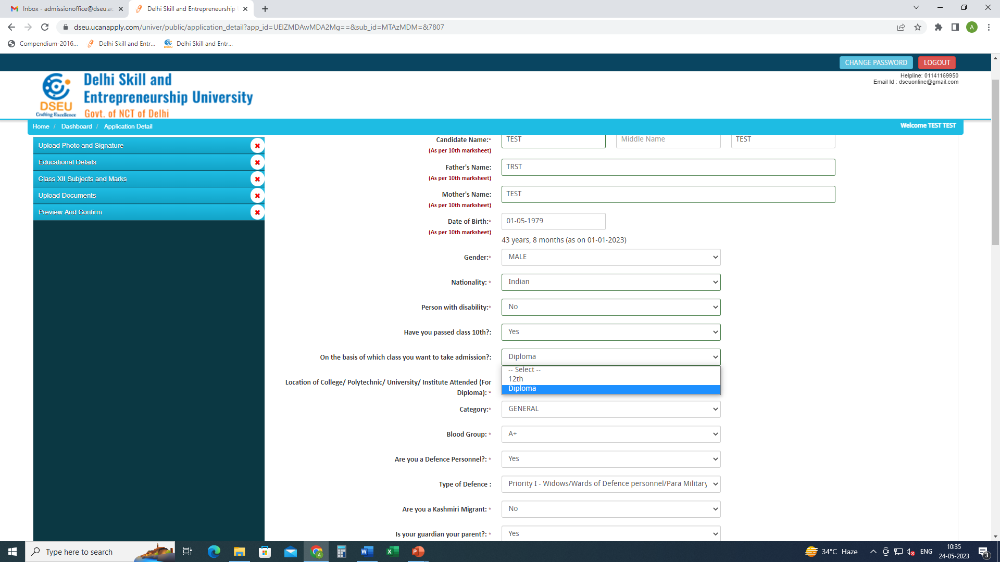 Inbox - admissionoffice@dseu.ac
Delhi Skill and Entrepreneurship
dseu.ucanapply.com/univer/public/application_detail?app_id=UEIZMDAwMDA2Mg==&sub_id=MTAzMDM=&7807
A
Compendium-2016...
Delhi Skill and Entr...
DSEU
Delhi Skill and Entr...
CHANGE PASSWORD
LOGOUT
Helpline: 01141169950
Email Id : dseuonline@gmail.com
DSEU
Crafting Excellence
Delhi Skill and
Entrepreneurship University
Govt. of NCT of Delhi
Home / Dashboard / Application Detail
Welcome TEST TEST
Upload Photo and Signature
Educational Details
Class XII Subjects and Marks
Upload Documents
Preview And Confirm
Candidate Name:* TEST Middle Name TEST
(As per 10th marksheet)
Father's Name: TRST
(As per 10th marksheet)
Mother's Name: TEST
(As per 10th marksheet)
Date of Birth:* 01-05-1979
(As per 10th marksheet)
43 years, 8 months (as on 01-01-2023)
Gender:* MALE
Nationality: * Indian
Person with disability:* No
Have you passed class 10th?: Yes
On the basis of which class you want to take admission?: Diploma
-- Select --
12th
Diploma
Location of College/ Polytechnic/ University/ Institute Attended (For
Diploma): *
Category:* GENERAL
Blood Group: * A+
Are you a Defence Personnel?: * Yes
Type of Defence : Priority I - Widows/Wards of Defence personnel/Para Military
Are you a Kashmiri Migrant: * No
Is your guardian your parent?: * Yes
Type here to search
34°C Haze
ENG
10:35
24-05-2023
3